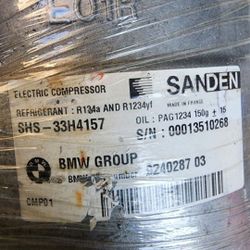 SANDEN
ELECTRIC COMPRESSOR
MADE IN FRANCE
REFRIGERANT : R134a AND R1234yf
OIL : PAG1234 150g ± 15
SHS-33H4157
S/N : 00013510268
BMW GROUP
9240287 03
CMP01